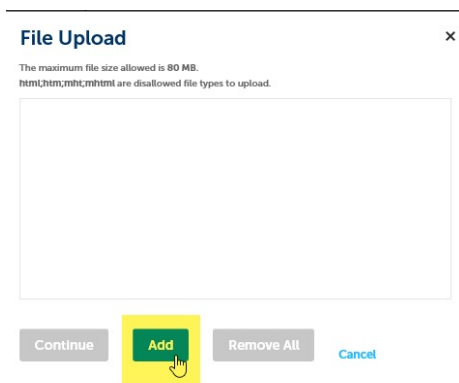 File Upload
×
The maximum file size allowed is 80 MB.
html;htm;mht;mhtml are disallowed file types to upload.
Continue
Add
Remove All
Cancel